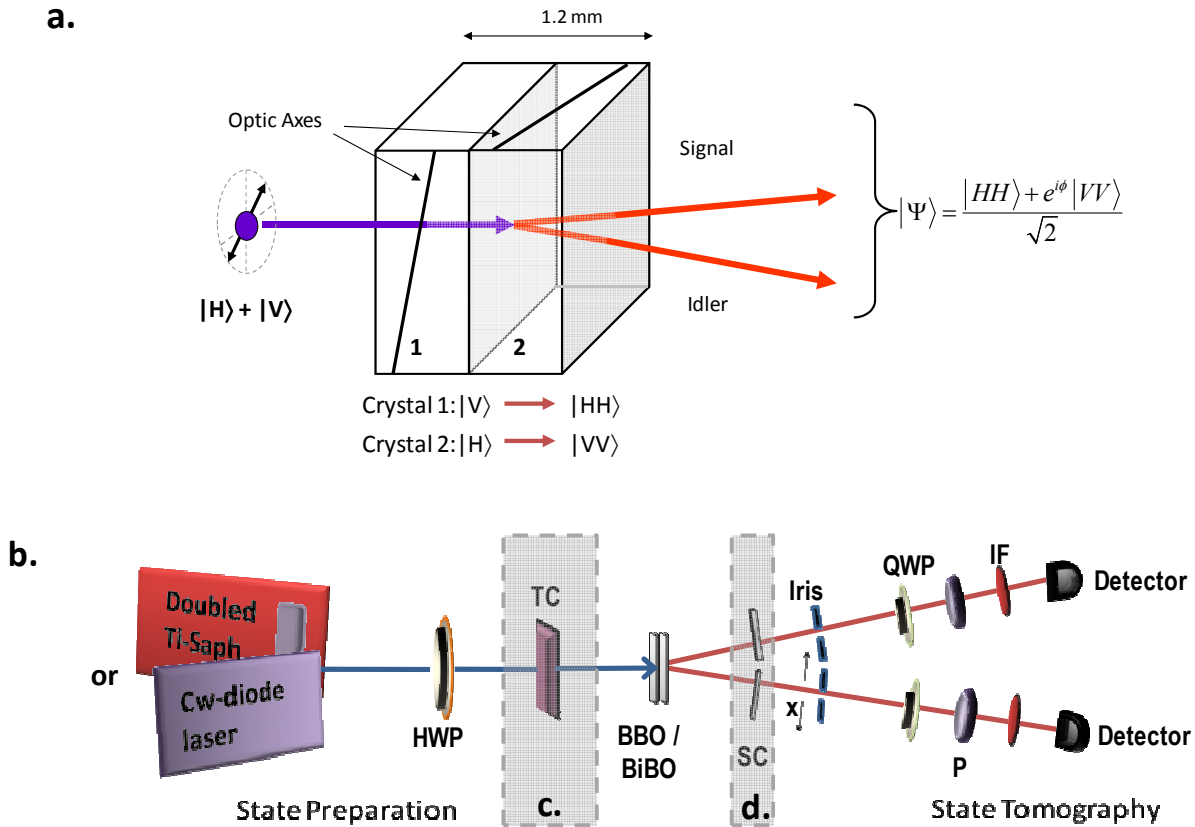 a.
1.2 mm
Optic Axes
Signal
|Ψ⟩ = |HH⟩ + e^{iϕ}|VV⟩ / √2
Idler
|H⟩ + |V⟩
1
2
Crystal 1:|V⟩ → |HH⟩
Crystal 2:|H⟩ → |VV⟩
b.
QWP
IF
Detector
Iris
TC
Doubled
Ti-Saph
or
Cw-diode
laser
HWP
BBO /
BiBO
SC
x
P
Detector
State Preparation
c.
d.
State Tomography